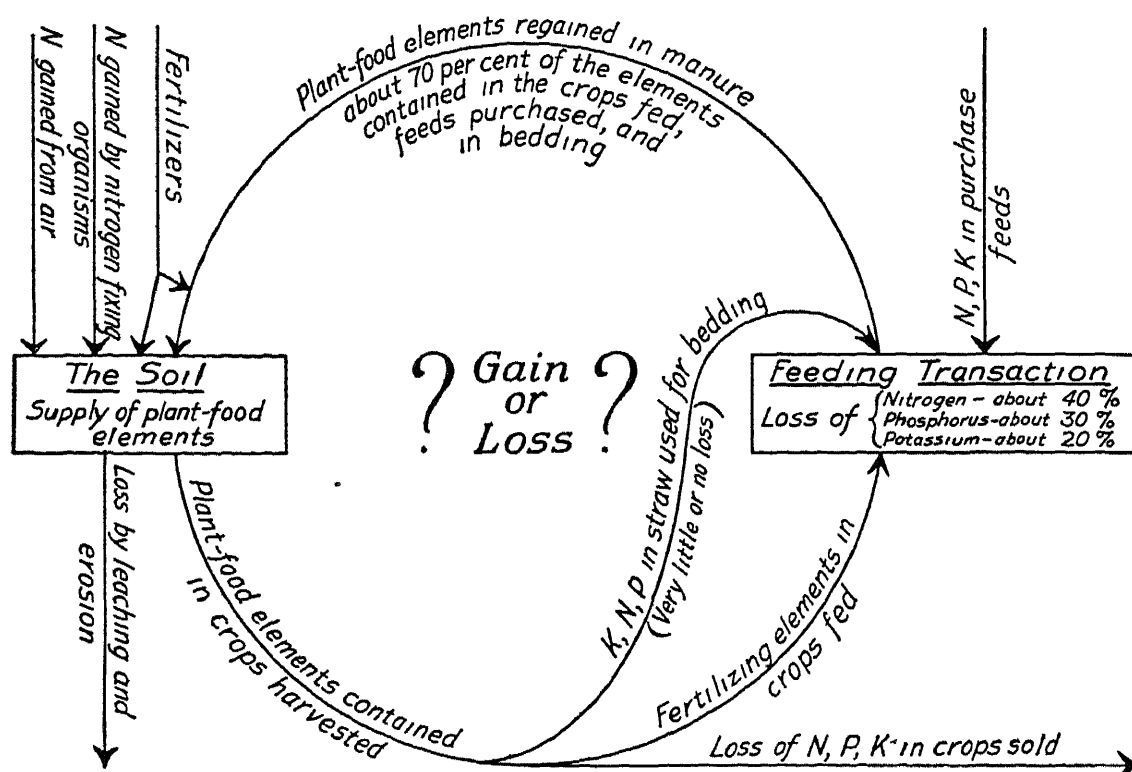 N gained from air
N gained by nitrogen fixing
organisms
Fertilizers
Plant-food elements regained in manure
about 70 per cent of the elements
contained in the crops fed,
feeds purchased, and
in bedding
N, P, K in purchase
feeds
The Soil
Supply of plant-food
elements
? Gain ?
or
Loss
Feeding Transaction
Loss of
Nitrogen - about 40 %
Phosphorus - about 30 %
Potassium - about 20 %
Loss by leaching and
erosion
Plant-food elements contained
in crops harvested
K, N, P in straw used for bedding
(Very little or no loss)
Fertilizing elements in
crops fed
Loss of N, P, K in crops sold